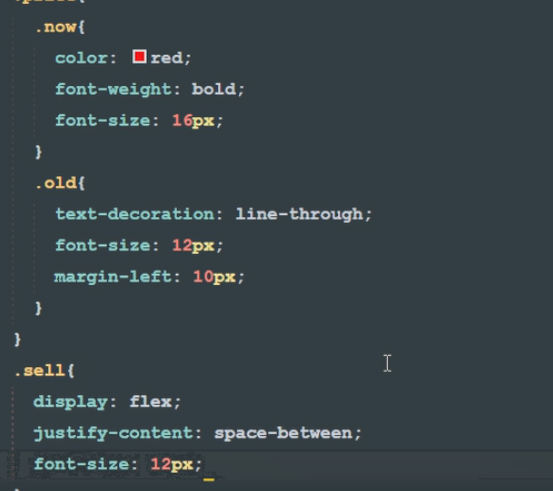 .now{
color: red;
font-weight: bold;
font-size: 16px;
}
.old{
text-decoration: line-through;
font-size: 12px;
margin-left: 10px;
}
}
.sell{
display: flex;
justify-content: space-between;
font-size: 12px;